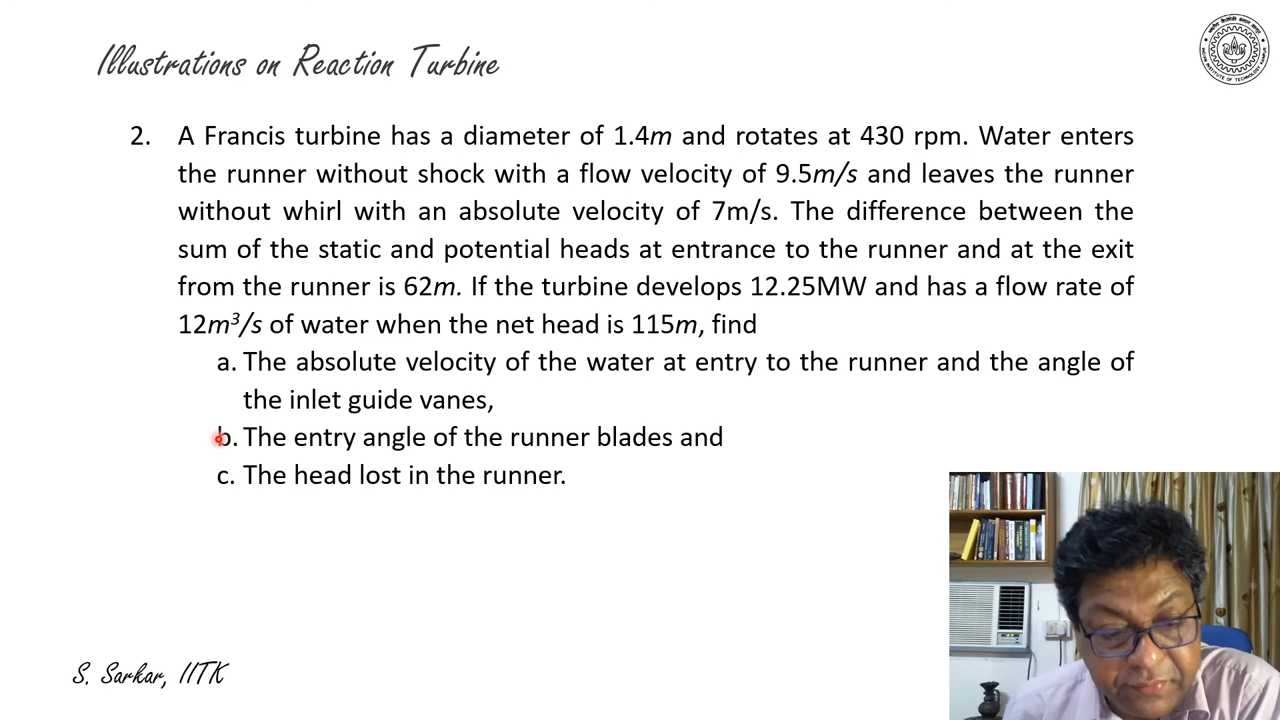 Illustrations on Reaction Turbine
2. A Francis turbine has a diameter of 1.4m and rotates at 430 rpm. Water enters
the runner without shock with a flow velocity of 9.5m/s and leaves the runner
without whirl with an absolute velocity of 7m/s. The difference between the
sum of the static and potential heads at entrance to the runner and at the exit
from the runner is 62m. If the turbine develops 12.25MW and has a flow rate of
12m³/s of water when the net head is 115m, find
a. The absolute velocity of the water at entry to the runner and the angle of
the inlet guide vanes,
b. The entry angle of the runner blades and
c. The head lost in the runner.
S. Sarkar, IITK